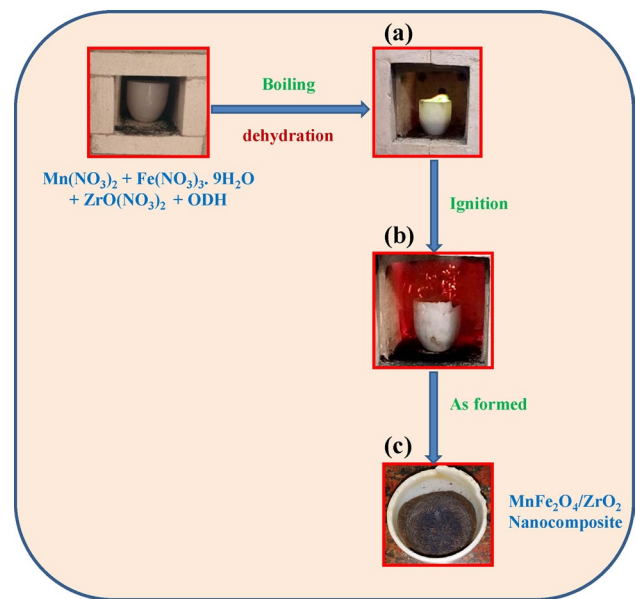 (a)
Boiling
dehydration
Mn(NO₃)₂ + Fe(NO₃)₃. 9H₂O
+ ZrO(NO₃)₂ + ODH
Ignition
(b)
As formed
(c)
MnFe₂O₄/ZrO₂
Nanocomposite